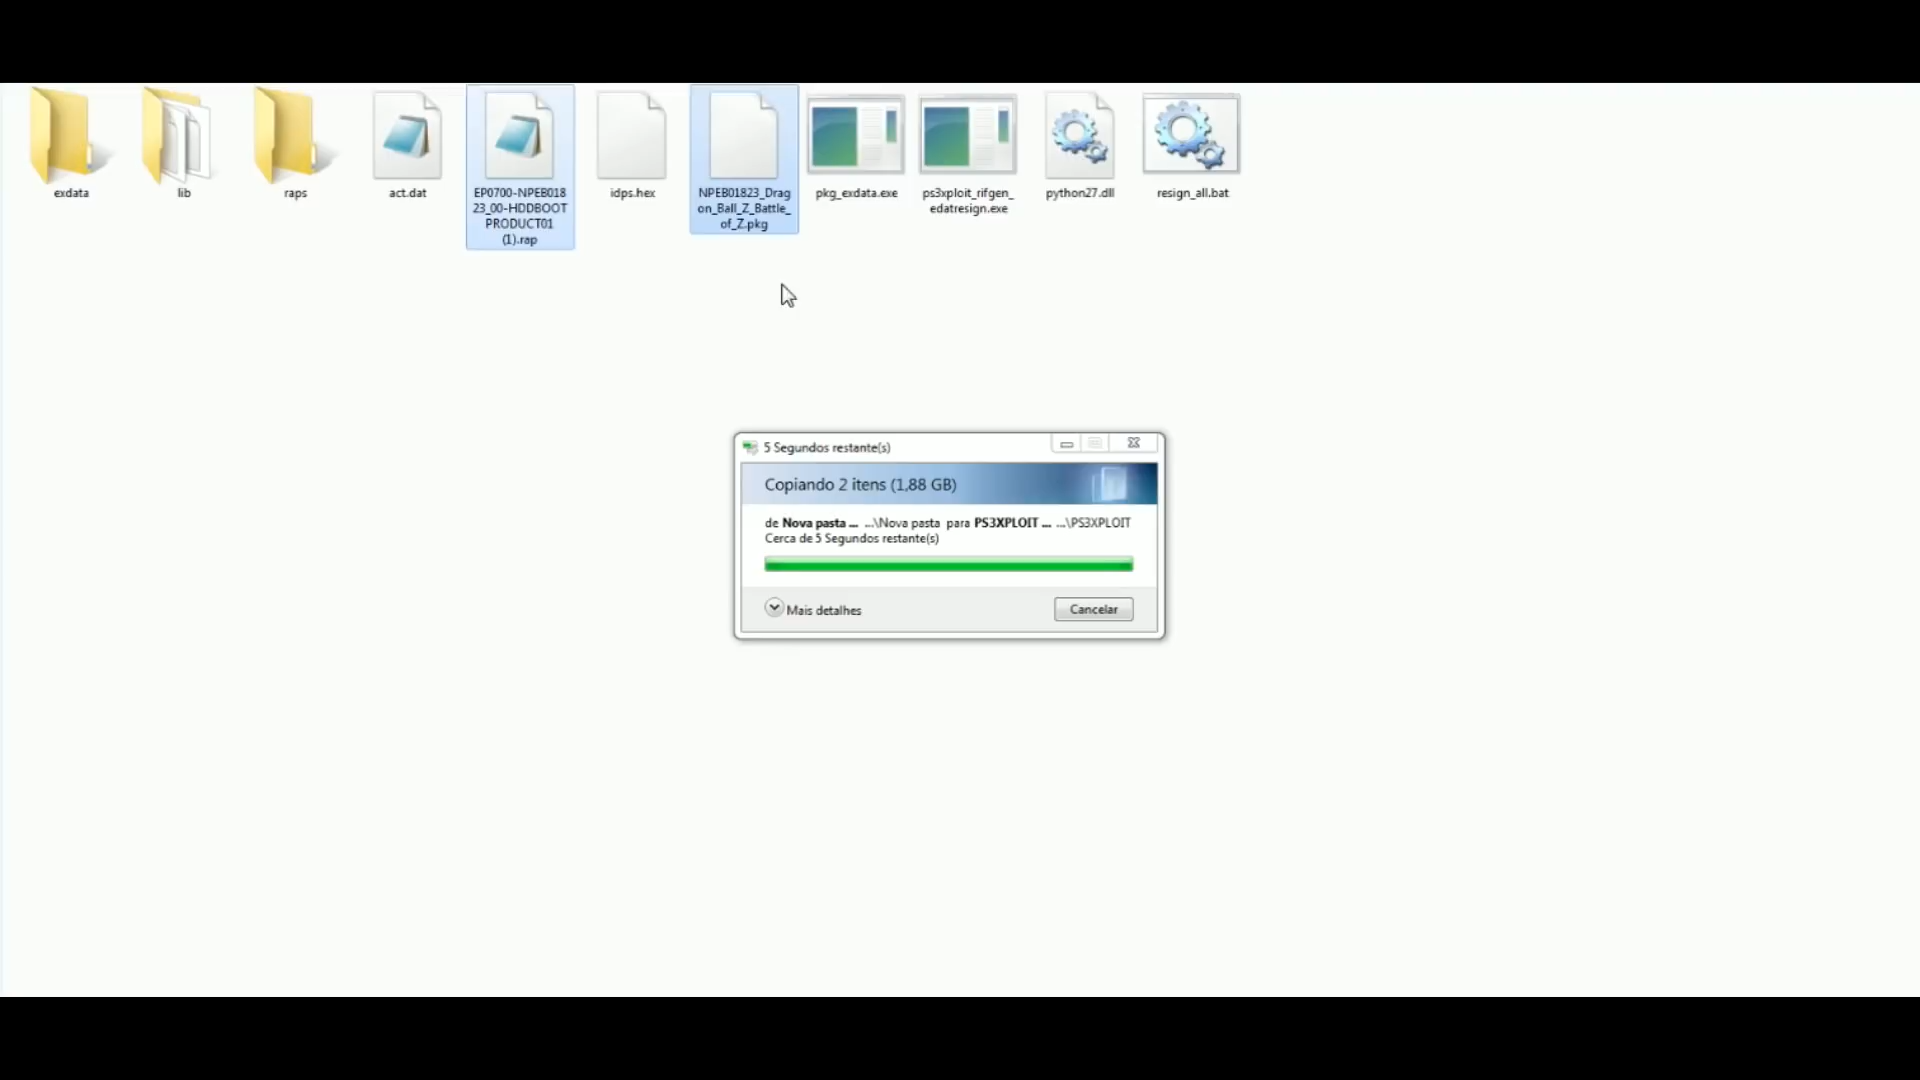 exdata
lib
raps
act.dat
EP0700-NPEB018
23_00-HDDBOOT
PRODUCT01
(1).rap
idps.hex
NPEB01823_Drag
on_Ball_Z_Battle_
of_Z.pkg
pkg_exdata.exe
ps3xploit_rifgen_
edatresign.exe
python27.dll
resign_all.bat
5 Segundos restante(s)
Copiando 2 itens (1,88 GB)
de Nova pasta ... ...\Nova pasta para PS3XPLOIT ... ...\PS3XPLOIT
Cerca de 5 Segundos restante(s)
Mais detalhes
Cancelar